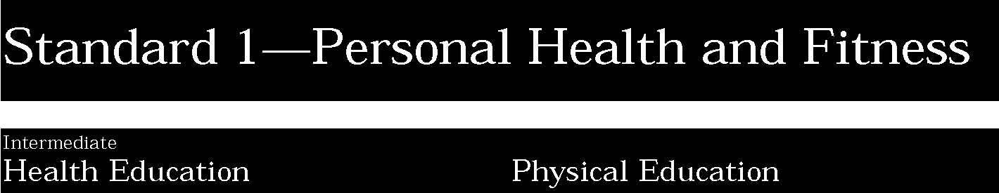 Standard 1—Personal Health and Fitness
Intermediate
Health Education Physical Education